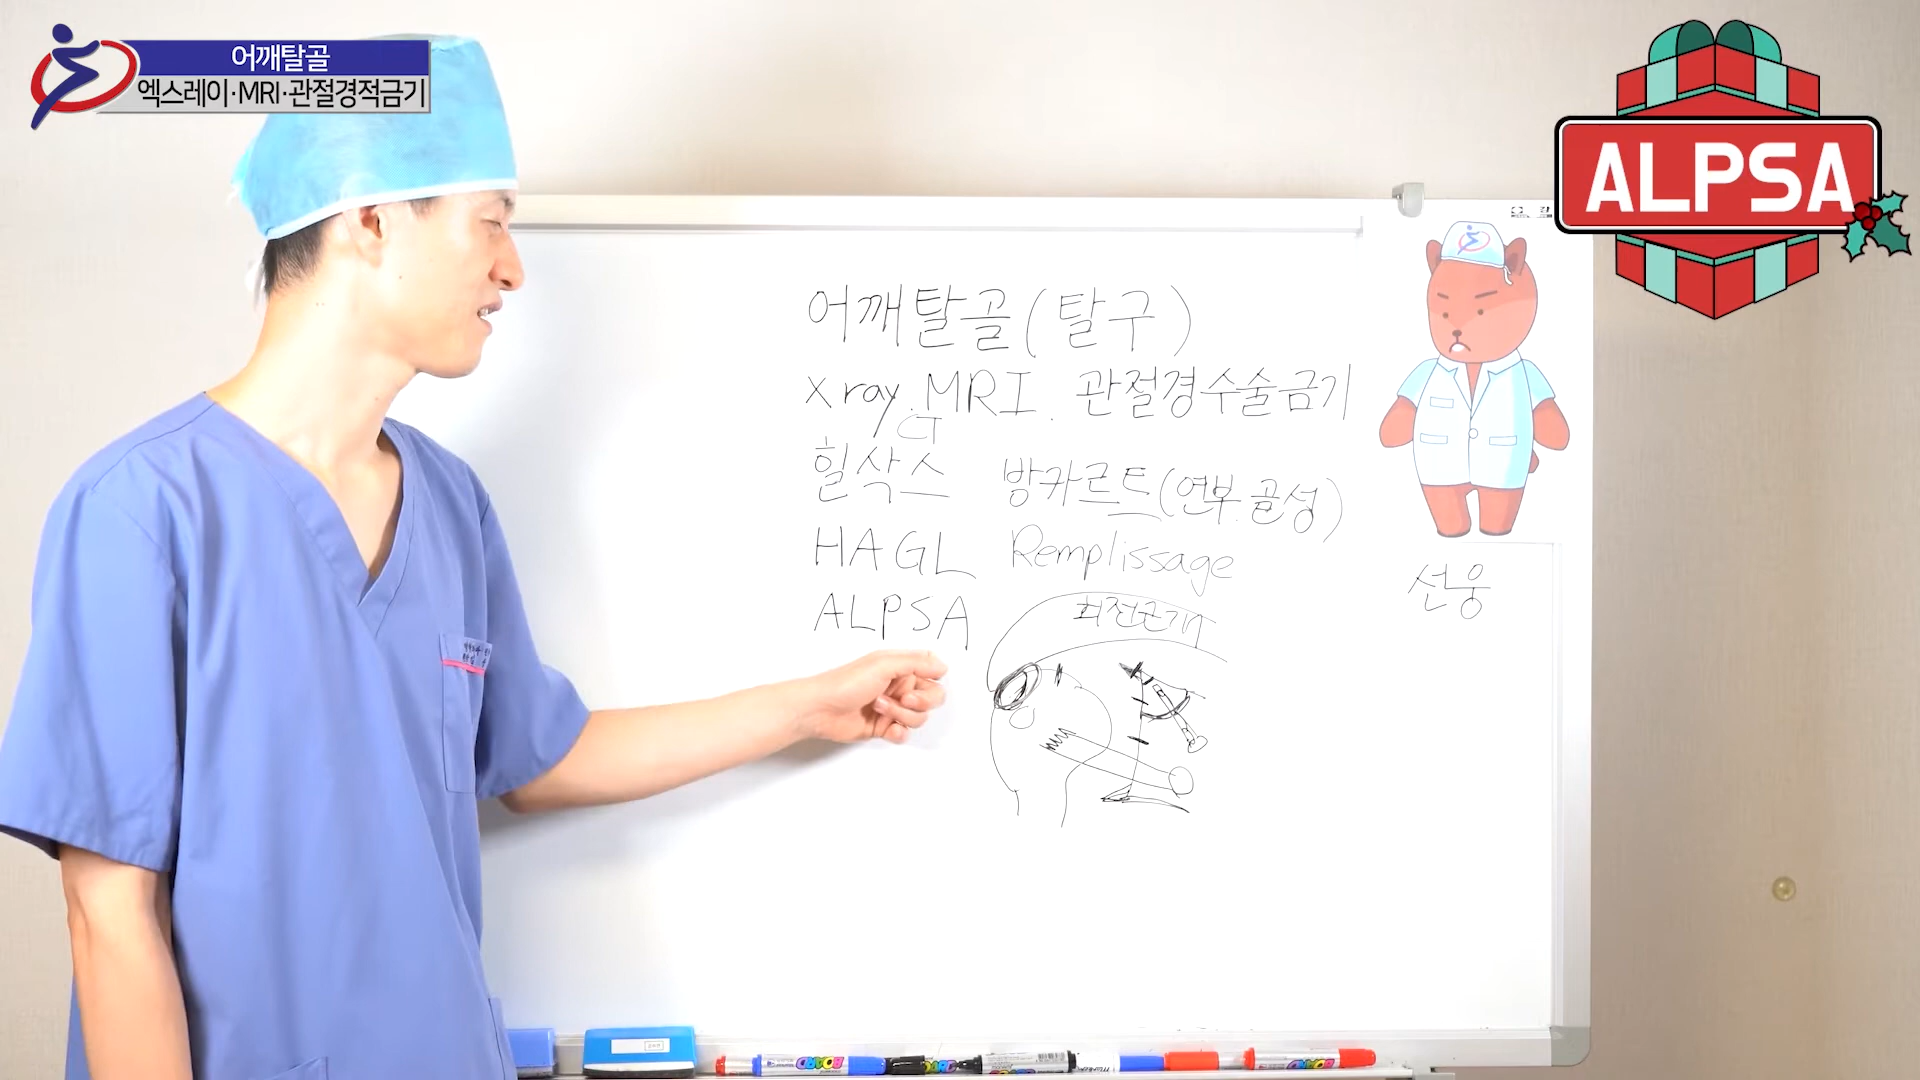 어깨탈골
엑스레이·MRI·관절경적금기
ALPSA
어깨탈골(탈구)
X ray. MRI. 관절경수술금기
CT
힐삭스 방카르트(연부.골성)
HAGL Remplissage
ALPSA
회전근개
선웅
BOARD
BOARD